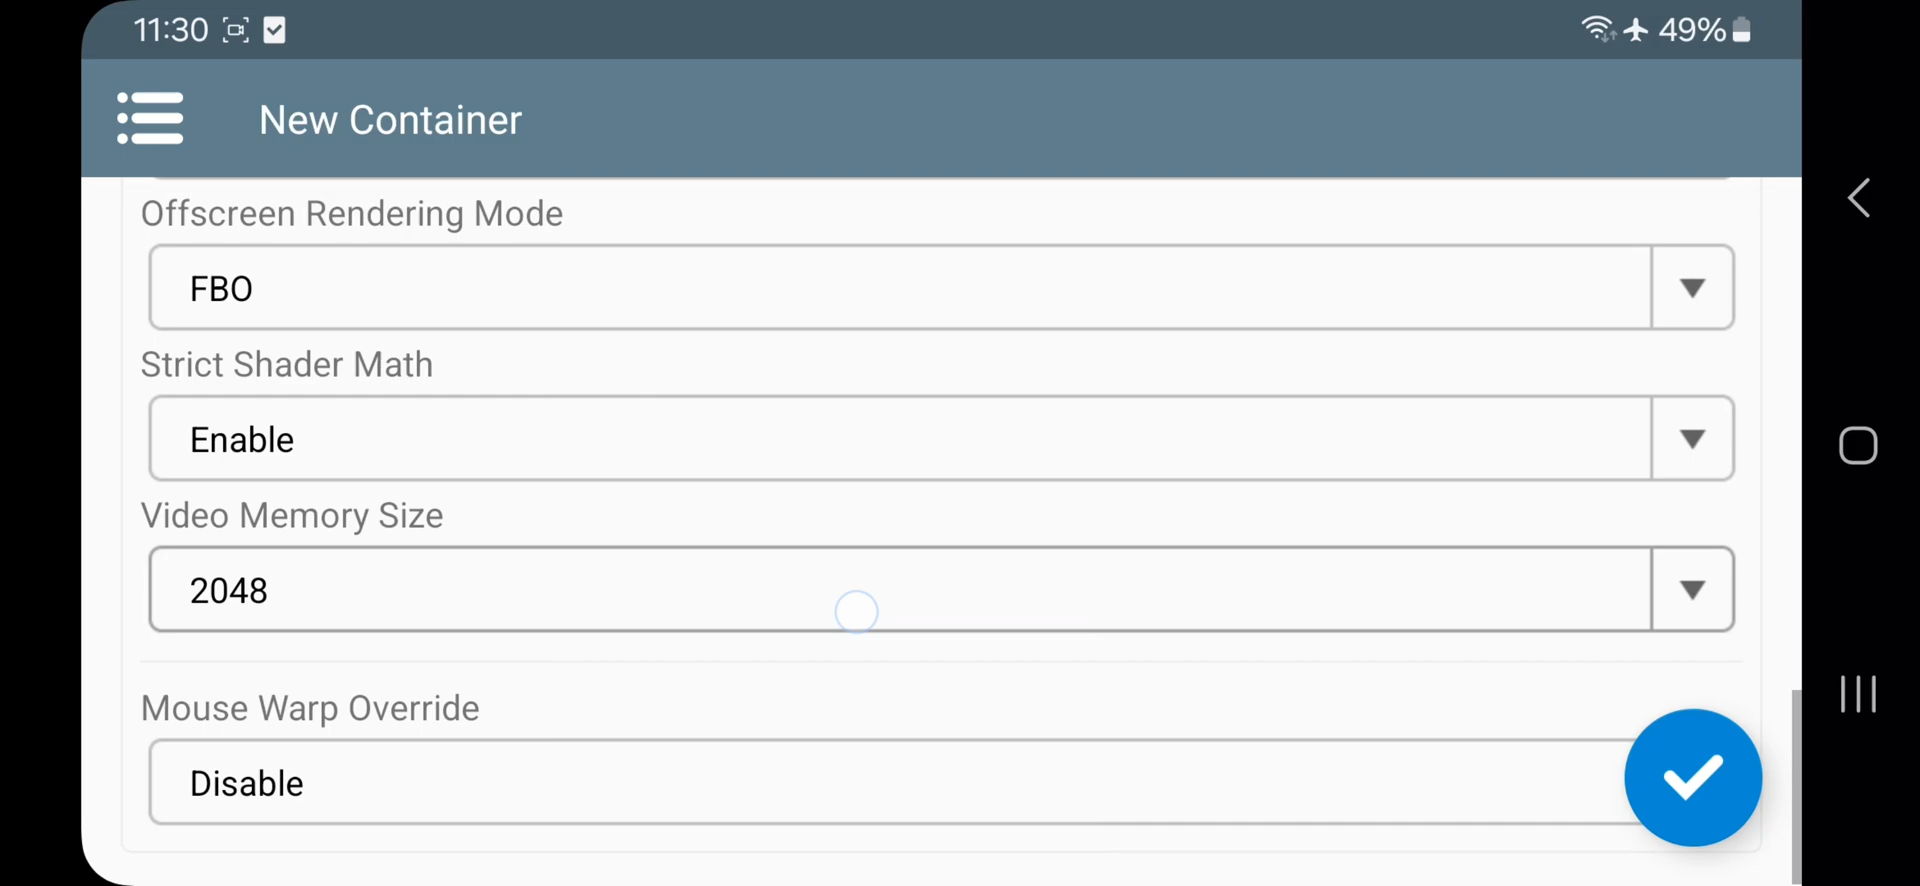 11:30
49%
New Container
Offscreen Rendering Mode
FBO
Strict Shader Math
Enable
Video Memory Size
2048
Mouse Warp Override
Disable